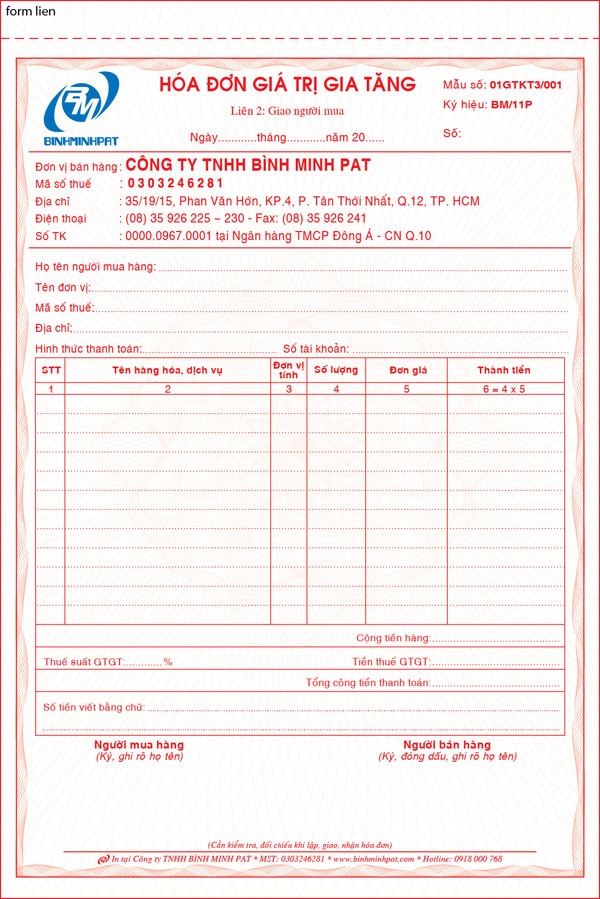 form lien
BM
BINHMINHPAT
HÓA ĐƠN GIÁ TRỊ GIA TĂNG
Liên 2: Giao người mua
Ngày............tháng............năm 20......
Mẫu số: 01GTKT3/001
Ký hiệu: BM/11P
Số:
Đơn vị bán hàng: CÔNG TY TNHH BÌNH MINH PAT
Mã số thuế : 0303246281
Địa chỉ : 35/19/15, Phan Văn Hớn, KP.4, P. Tân Thới Nhất, Q.12, TP. HCM
Điện thoại : (08) 35 926 225 ~ 230 - Fax: (08) 35 926 241
Số TK : 0000.0967.0001 tại Ngân hàng TMCP Đông Á - CN Q.10
Họ tên người mua hàng:
Tên đơn vị:
Mã số thuế:
Địa chỉ:
Hình thức thanh toán: Số tài khoản:
STT Tên hàng hóa, dịch vụ Đơn vị tính Số lượng Đơn giá Thành tiền
1 2 3 4 5 6 = 4 x 5
Cộng tiền hàng:
Thuế suất GTGT:............% Tiền thuế GTGT:
Tổng cộng tiền thanh toán:
Số tiền viết bằng chữ:
Người mua hàng Người bán hàng
(Ký, ghi rõ họ tên) (Ký, đóng dấu, ghi rõ họ tên)
(Cần kiểm tra, đối chiếu khi lập, giao, nhận hóa đơn)
In tại Công ty TNHH BÌNH MINH PAT * MST: 0303246281 * www.binhminhpat.com * Hotline: 0918 000 768